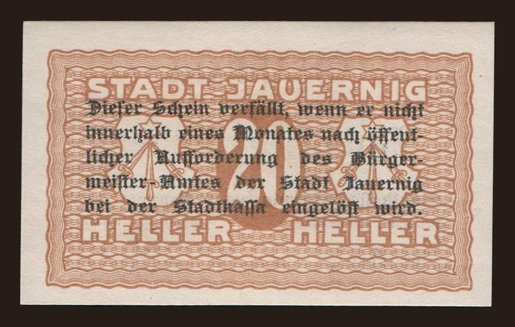 STADT JAUERNIG
Dieser Schein verfällt, wenn er nicht
innerhalb eines Monates nach öffent-
licher Aufforderung des Bürger-
meister-Amtes der Stadt Jauernig
bei der Stadtkassa eingelöst wird.
20
HELLER HELLER